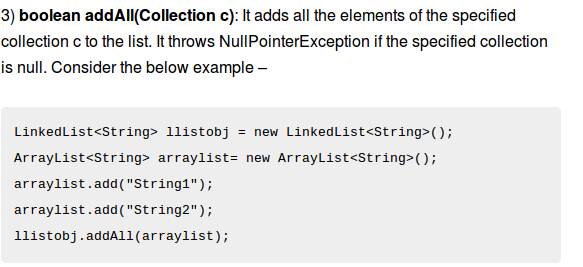 3) boolean addAll(Collection c): It adds all the elements of the specified
collection c to the list. It throws NullPointerException if the specified collection
is null. Consider the below example –
LinkedList<String> llistobj = new LinkedList<String>();
ArrayList<String> arraylist= new ArrayList<String>();
arraylist.add("String1");
arraylist.add("String2");
llistobj.addAll(arraylist);